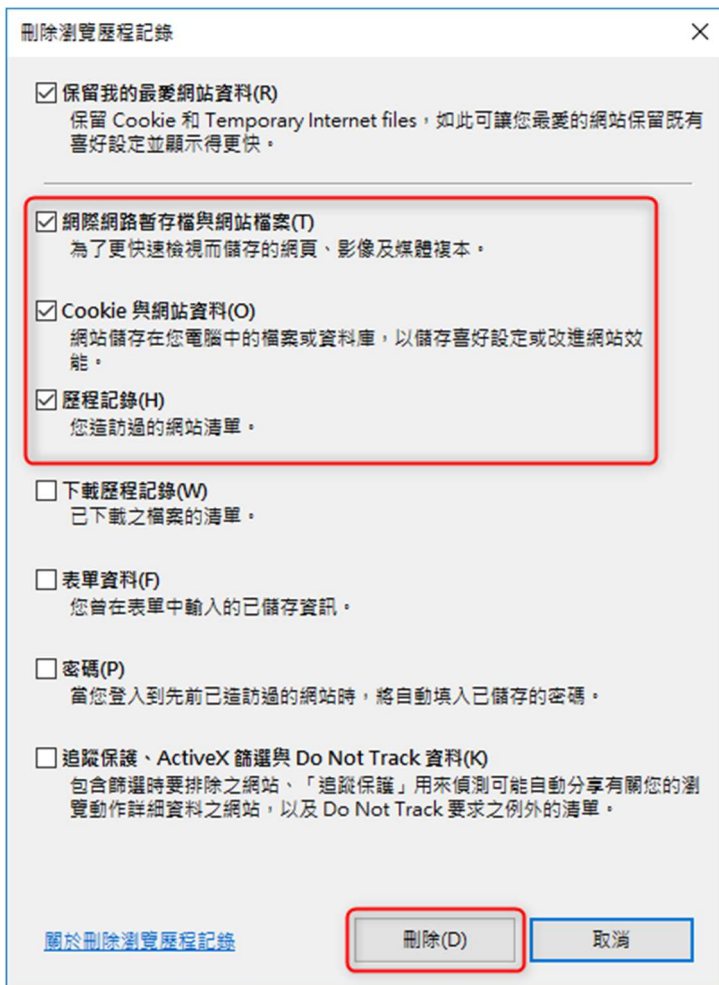 刪除瀏覽歷程記錄
保留我的最愛網站資料(R)
保留 Cookie 和 Temporary Internet files，如此可讓您最愛的網站保留既有
喜好設定並顯示得更快。
網際網路暫存檔與網站檔案(T)
為了更快速檢視而儲存的網頁、影像及媒體複本。
Cookie 與網站資料(O)
網站儲存在您電腦中的檔案或資料庫，以儲存喜好設定或改進網站效
能。
歷程記錄(H)
您造訪過的網站清單。
下載歷程記錄(W)
已下載之檔案的清單。
表單資料(F)
您曾在表單中輸入的已儲存資訊。
密碼(P)
當您登入到先前已造訪過的網站時，將自動填入已儲存的密碼。
追蹤保護、ActiveX 篩選與 Do Not Track 資料(K)
包含篩選時要排除之網站、「追蹤保護」用來偵測可能自動分享有關您的瀏
覽動作詳細資料之網站，以及 Do Not Track 要求之例外的清單。
關於刪除瀏覽歷程記錄
刪除(D)
取消